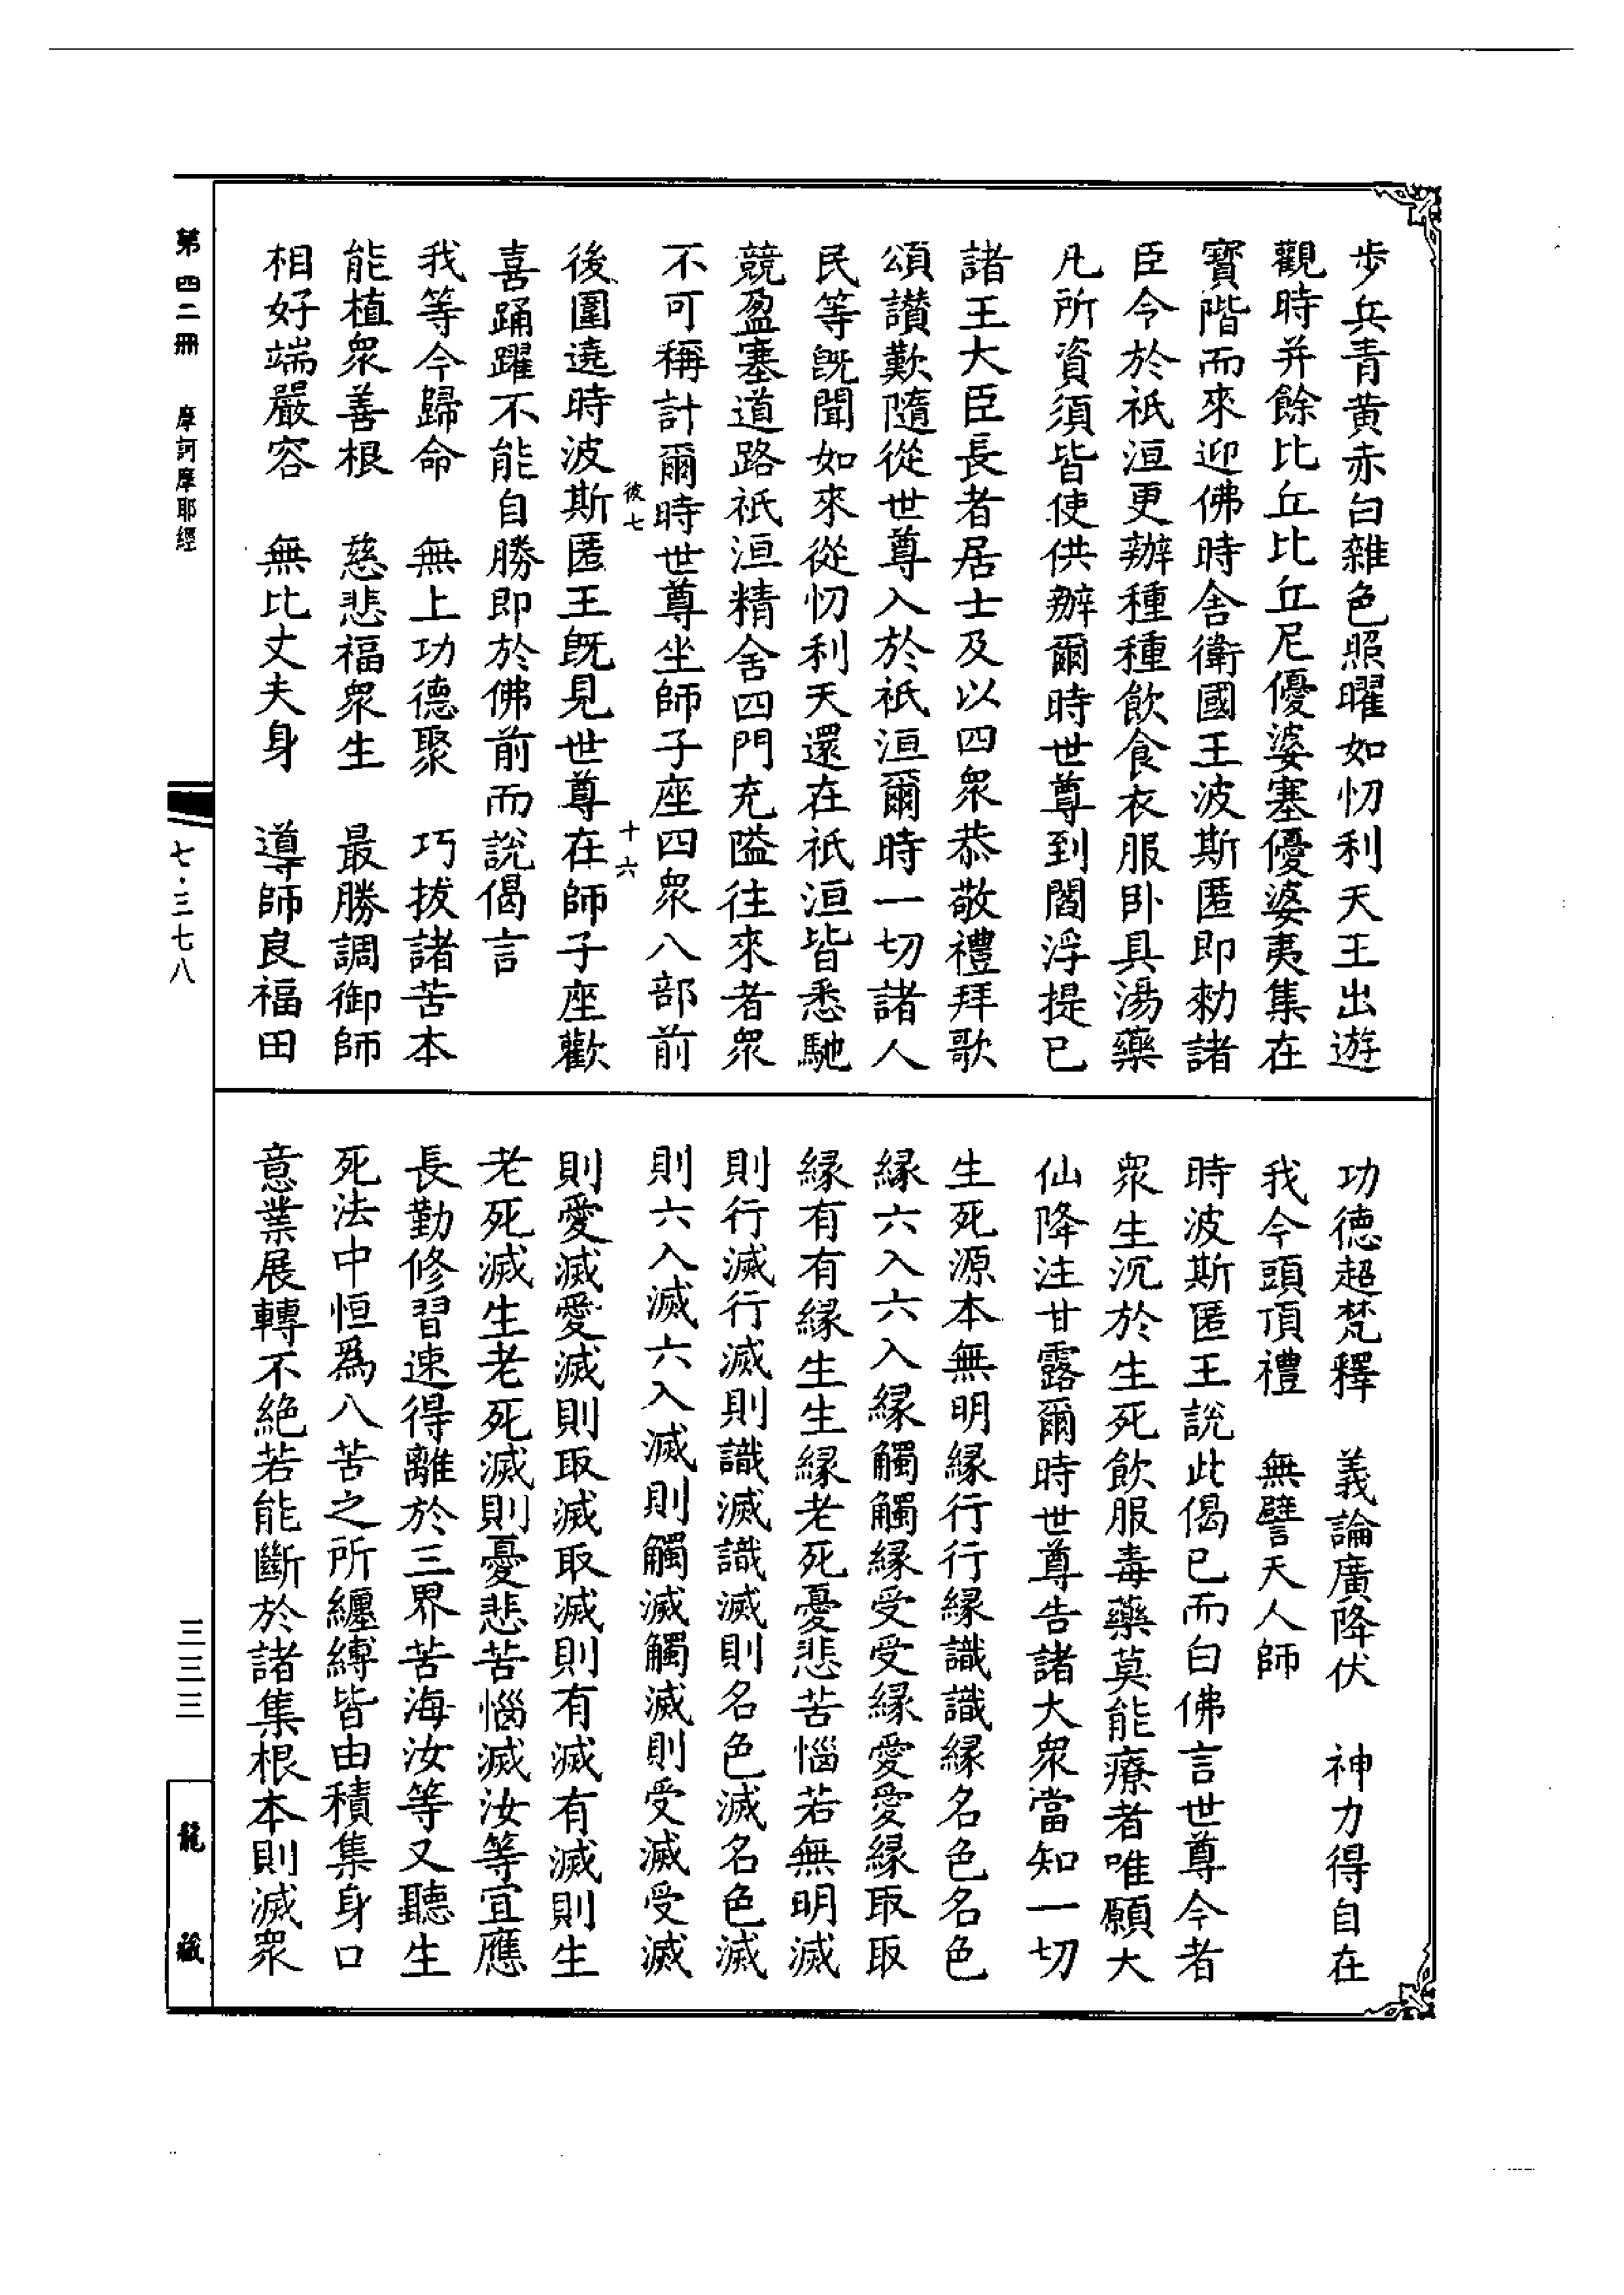 歩兵青黄赤白雜色照曜如忉利天王出遊
觀時并餘比丘比丘尼優婆塞優婆夷集在
寳階而來迎佛時舍衛國王波斯匿即勑諸
臣令於祇洹更辦種種飲食衣服卧具湯藥
凡所資須皆使供辦爾時世尊到閻浮提已
諸王大臣長者居士及以四衆恭敬禮拜歌
頌讃歎隨從世尊入於祇洹爾時一切諸人
民等既聞如來從忉利天還在祇洹皆悉馳
競盈塞道路祇洹精舍四門充隘往來者衆
不可稱計爾時世尊坐師子座四衆八部前
彼七
十六
後圍遶時波斯匿王既見世尊在師子座歡
喜踊躍不能自勝即於佛前而説偈言
我等今歸命　無上功德聚　巧拔諸苦本
能植衆善根　慈悲福衆生　最勝調御師
相好端嚴容　無比丈夫身　導師良福田
功德超梵釋　義論廣降伏　神力得自在
我今頭頂禮　無譬天人師
時波斯匿王説此偈已而白佛言世尊今者
衆生沉於生死飲服毒藥莫能療者唯願大
仙降注甘露爾時世尊告諸大衆當知一切
生死源本無明縁行行縁識識縁名色名色
縁六入六入縁觸觸縁受受縁愛愛縁取取
縁有有縁生生縁老死憂悲苦惱若無明滅
則行滅行滅則識滅識滅則名色滅名色滅
則六入滅六入滅則觸滅觸滅則受滅受滅
則愛滅愛滅則取滅取滅則有滅有滅則生
老死滅生老死滅則憂悲苦惱滅汝等宜應
長勤修習速得離於三界苦海汝等又聽生
死法中恒爲八苦之所纏縛皆由積集身口
意業展轉不絶若能斷於諸集根本則滅衆
第四二冊　摩訶摩耶經
七·三七八
三三三
龍藏